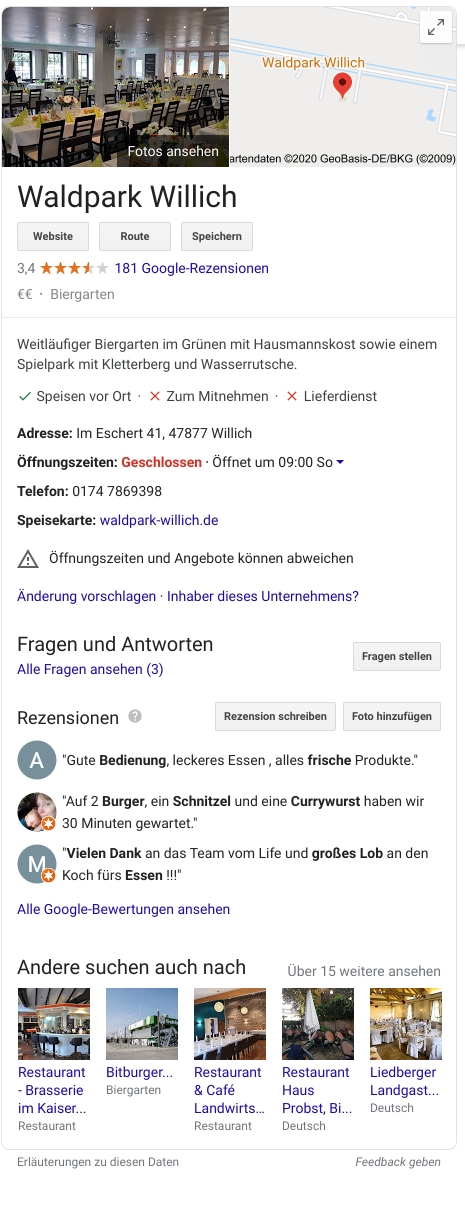 Waldpark Willich
Fotos ansehen
artendaten ©2020 GeoBasis-DE/BKG (©2009)
Waldpark Willich
Website Route Speichern
3,4 181 Google-Rezensionen
€€ · Biergarten
Weitläufiger Biergarten im Grünen mit Hausmannskost sowie einem
Spielpark mit Kletterberg und Wasserrutsche.
Speisen vor Ort · Zum Mitnehmen · Lieferdienst
Adresse: Im Eschert 41, 47877 Willich
Öffnungszeiten: Geschlossen · Öffnet um 09:00 So
Telefon: 0174 7869398
Speisekarte: waldpark-willich.de
Öffnungszeiten und Angebote können abweichen
Änderung vorschlagen · Inhaber dieses Unternehmens?
Fragen und Antworten
Alle Fragen ansehen (3)
Fragen stellen
Rezensionen ?
Rezension schreiben Foto hinzufügen
A "Gute Bedienung, leckeres Essen , alles frische Produkte."
"Auf 2 Burger, ein Schnitzel und eine Currywurst haben wir
30 Minuten gewartet."
M "Vielen Dank an das Team vom Life und großes Lob an den
Koch fürs Essen !!!"
Alle Google-Bewertungen ansehen
Andere suchen auch nach
Über 15 weitere ansehen
Restaurant
- Brasserie
im Kaiser...
Restaurant
Bitburger...
Biergarten
Restaurant
& Café
Landwirts...
Restaurant
Restaurant
Haus
Probst, Bi...
Deutsch
Liedberger
Landgast...
Deutsch
Erläuterungen zu diesen Daten
Feedback geben